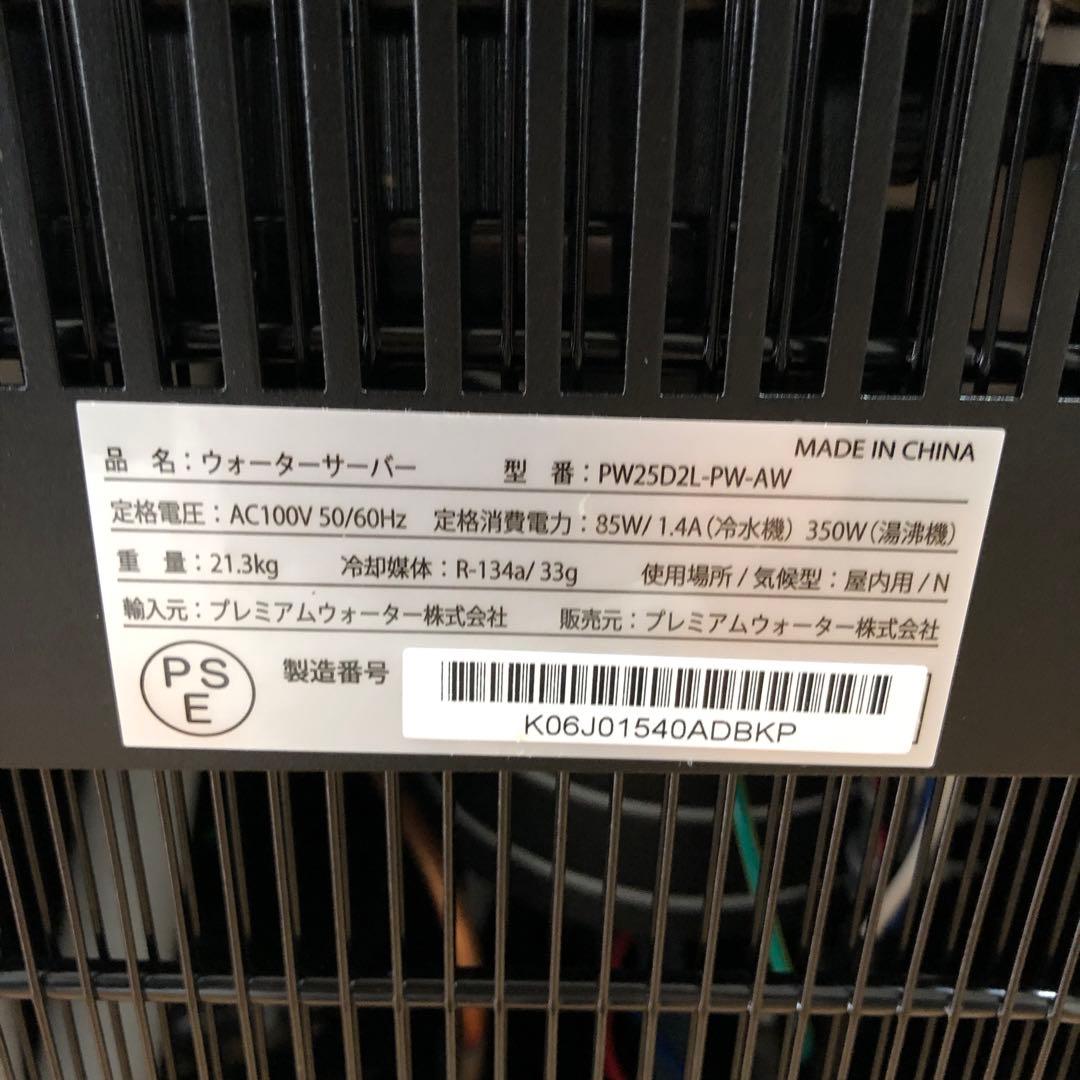 MADE IN CHINA
品 名：ウォーターサーバー 型 番：PW25D2L-PW-AW
定格電圧：AC100V 50/60Hz 定格消費電力：85W/ 1.4A（冷水機） 350W（湯沸機）
重 量：21.3kg 冷却媒体：R-134a/ 33g 使用場所 / 気候型：屋内用 / N
輸入元：プレミアムウォーター株式会社 販売元：プレミアムウォーター株式会社
PS
E
製造番号
K06J01540ADBKP